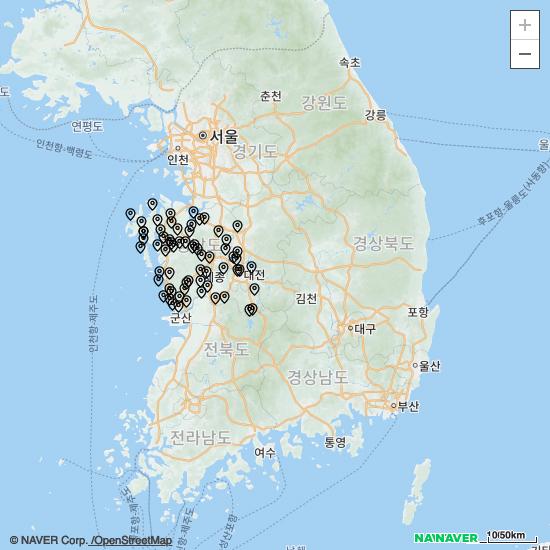 +
−
속초
춘천
강원도
강릉
연평도
서울
인천항-백령도
인천
경기도
후포항-울릉도(사동항)
경상북도
세종
대전
김천
포항
군산
인천항-제주도
대구
전북도
울산
경상남도
부산
전라남도
통영
여수
© NAVER Corp. /OpenStreetMap
NAVER
10/50km